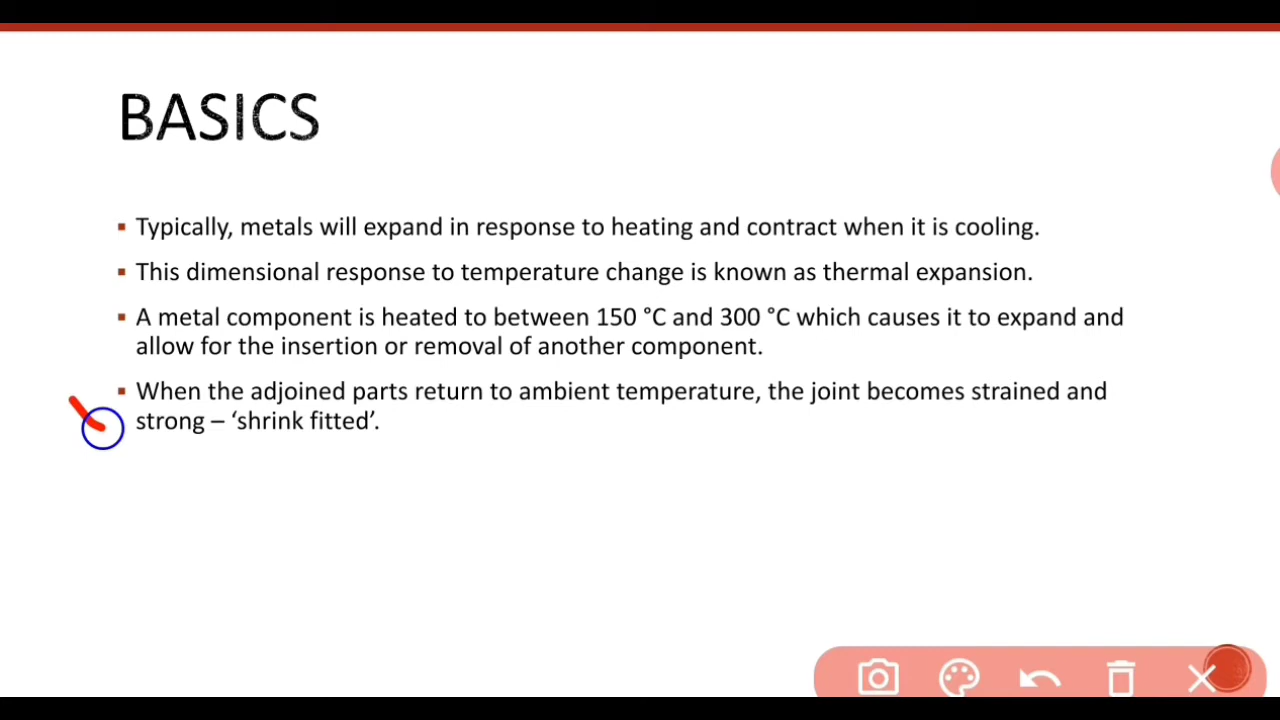 BASICS
Typically, metals will expand in response to heating and contract when it is cooling.
This dimensional response to temperature change is known as thermal expansion.
A metal component is heated to between 150 °C and 300 °C which causes it to expand and
allow for the insertion or removal of another component.
When the adjoined parts return to ambient temperature, the joint becomes strained and
strong – ‘shrink fitted’.